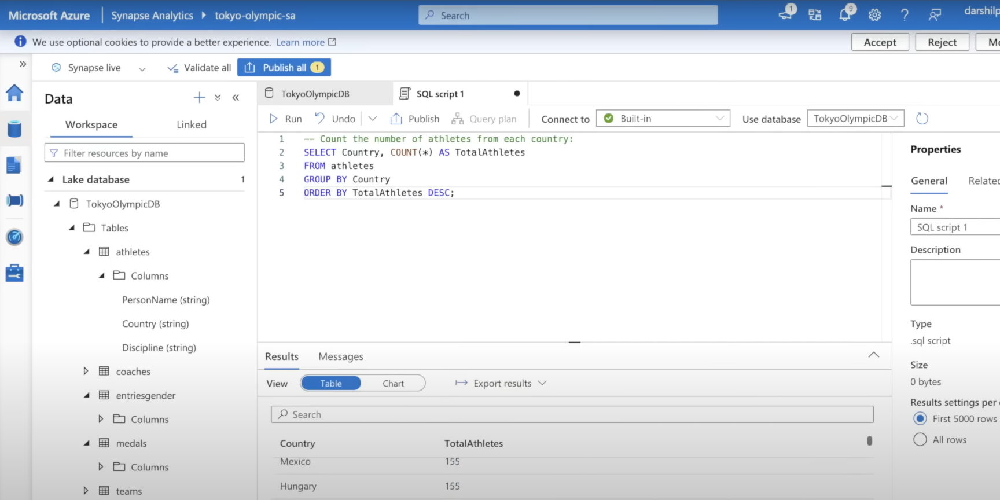 Microsoft Azure Synapse Analytics tokyo-olympic-sa Search 1 9 ? darshilp
We use optional cookies to provide a better experience. Learn more Accept Reject Mo
Synapse live Validate all Publish all 1
Data
Workspace Linked
Filter resources by name
Lake database 1
TokyoOlympicDB
Tables
athletes
Columns
PersonName (string)
Country (string)
Discipline (string)
coaches
entriesgender
Columns
medals
Columns
teams
TokyoOlympicDB SQL script 1
Run Undo Publish Query plan Connect to Built-in Use database TokyoOlympicDB
1 -- Count the number of athletes from each country:
2 SELECT Country, COUNT(*) AS TotalAthletes
3 FROM athletes
4 GROUP BY Country
5 ORDER BY TotalAthletes DESC;
Results Messages
View Table Chart Export results
Search
Country TotalAthletes
Mexico 155
Hungary 155
Properties
General Related
Name *
SQL script 1
Description
Type
.sql script
Size
0 bytes
Results settings per
First 5000 rows
All rows